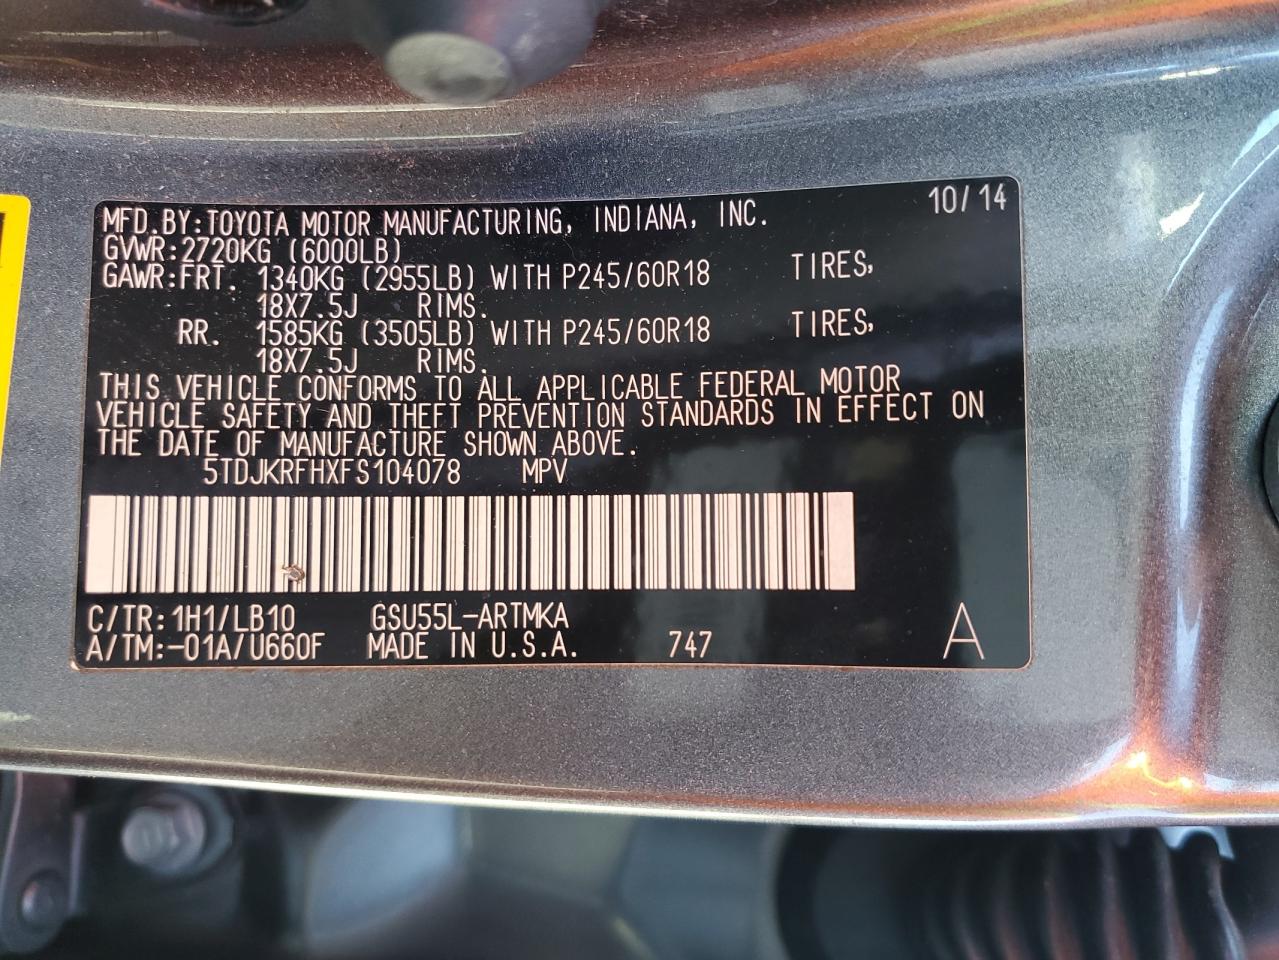 MFD.BY:TOYOTA MOTOR MANUFACTURING, INDIANA, INC. 10/14
GVWR:2720KG (6000LB)
GAWR:FRT. 1340KG (2955LB) WITH P245/60R18 TIRES,
18X7.5J RIMS.
RR. 1585KG (3505LB) WITH P245/60R18 TIRES,
18X7.5J RIMS.
THIS VEHICLE CONFORMS TO ALL APPLICABLE FEDERAL MOTOR
VEHICLE SAFETY AND THEFT PREVENTION STANDARDS IN EFFECT ON
THE DATE OF MANUFACTURE SHOWN ABOVE.
5TDJKRFHXFS104078 MPV
C/TR:1H1/LB10 GSU55L-ARTMKA
A/TM:-01A/U660F MADE IN U.S.A. 747 A